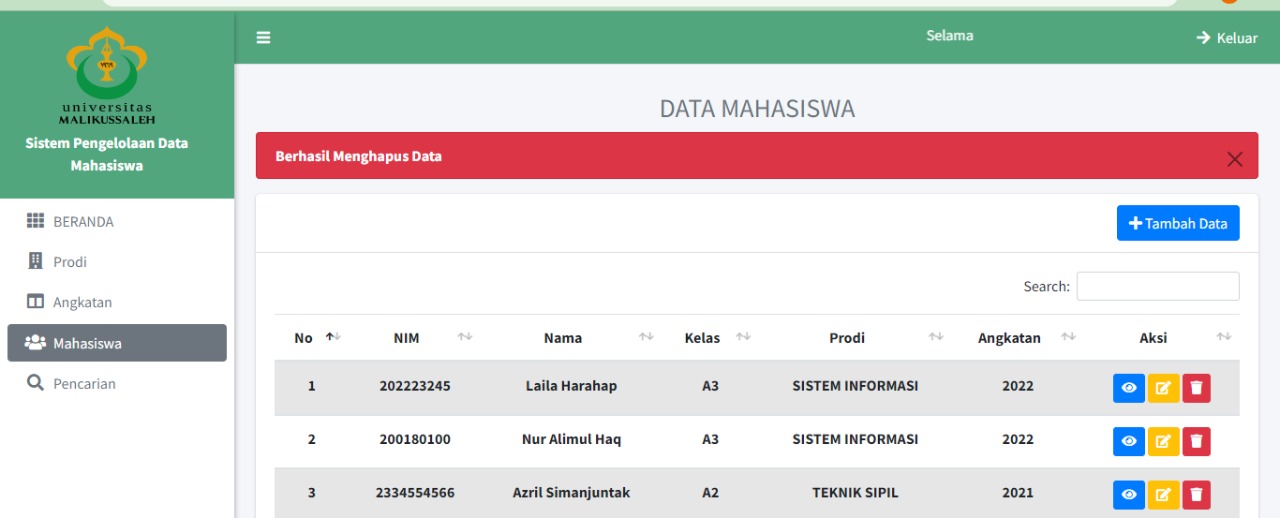 Selama
Keluar
universitas
MALIKUSSALEH
Sistem Pengelolaan Data
Mahasiswa
BERANDA
Prodi
Angkatan
Mahasiswa
Pencarian
DATA MAHASISWA
Berhasil Menghapus Data
Tambah Data
Search:
No NIM Nama Kelas Prodi Angkatan Aksi
1 202223245 Laila Harahap A3 SISTEM INFORMASI 2022
2 200180100 Nur Alimul Haq A3 SISTEM INFORMASI 2022
3 2334554566 Azril Simanjuntak A2 TEKNIK SIPIL 2021